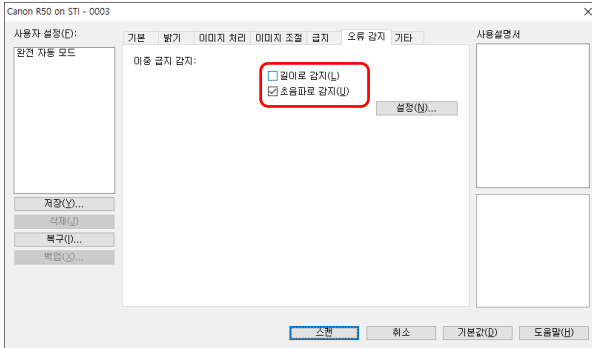 Canon R50 on STI - 0003
사용자 설정(F):
완전 자동 모드
저장(Y)...
삭제(J)
복구(I)...
백업(X)...
기본 밝기 이미지 처리 이미지 조절 급지 오류 감지 기타
이중 급지 감지:
길이로 감지(L)
초음파로 감지(U)
설정(N)...
사용설명서
스캔 취소 기본값(D) 도움말(H)